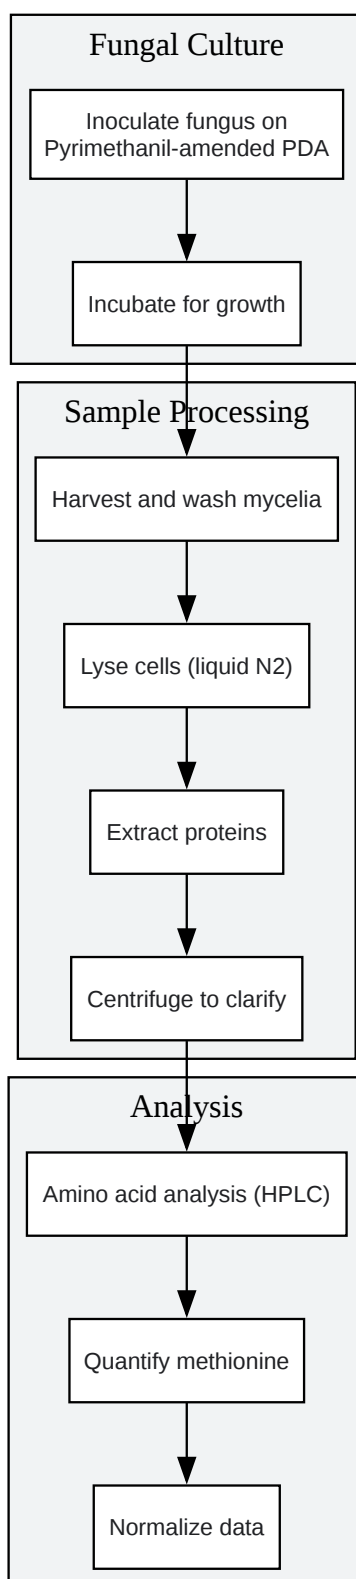 Fungal Culture
Inoculate fungus on
Pyrimethanil-amended PDA
Incubate for growth
Sample Processing
Harvest and wash mycelia
Lyse cells (liquid N2)
Extract proteins
Centrifuge to clarify
Analysis
Amino acid analysis (HPLC)
Quantify methionine
Normalize data